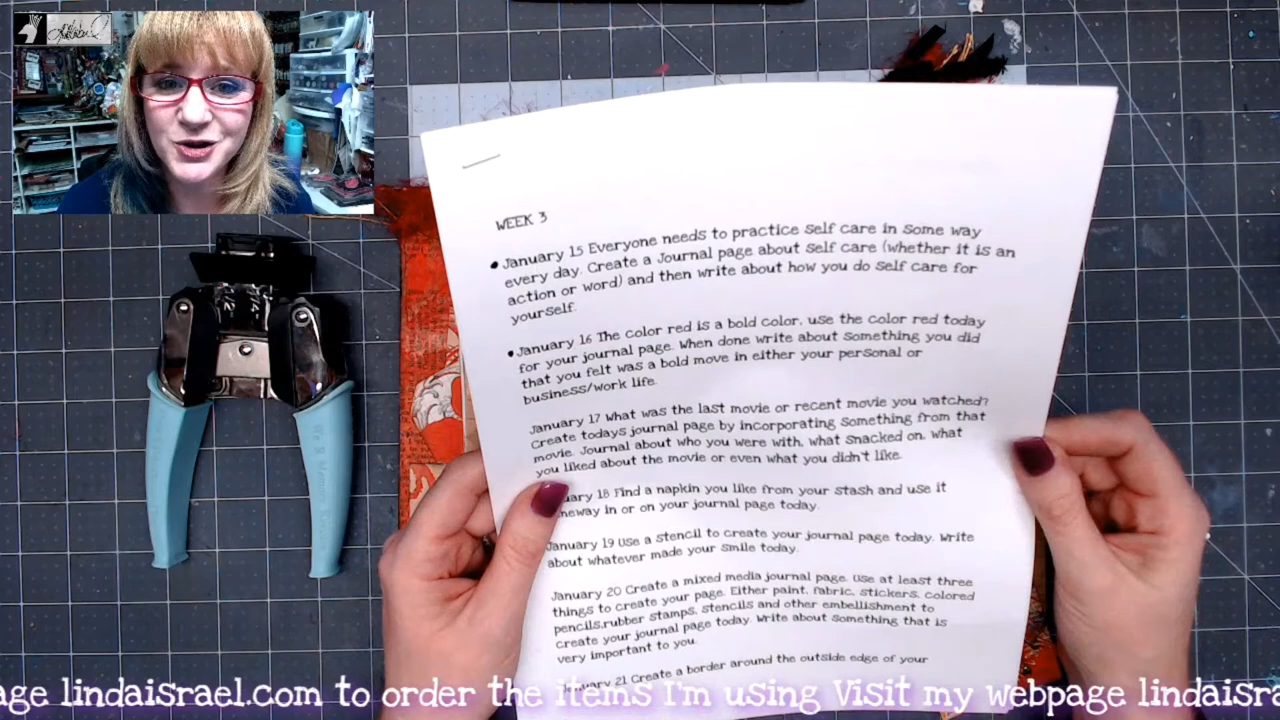 WEEK 3
January 15 Everyone needs to practice self care in some way
every day. Create a Journal page about self care (whether it is an
action or word) and then write about how you do self care for
yourself.
January 16 The color red is a bold color, use the color red today
for your journal page. When done write about something you did
that you felt was a bold move in either your personal or
business/work life.
January 17 What was the last movie or recent movie you watched?
Create todays journal page by incorporating something from that
movie. Journal about who you were with, what snacked on, what
you liked about the movie or even what you didn't like.
18 Find a napkin you like from your stash and use it
in or on your journal page today.
January 19 Use a stencil to create your journal page today. Write
about whatever made your smile today.
January 20 Create a mixed media journal page. Use at least three
things to create your page. Either paint, fabric, stickers, colored
pencils,rubber stamps, stencils and other embellishment to
create your journal page today. Write about something that is
very important to you.
January 21 Create a border around the outside edge of your
1/2"
1/4"
lindaisrael.com to order the items I'm using Visit my webpage